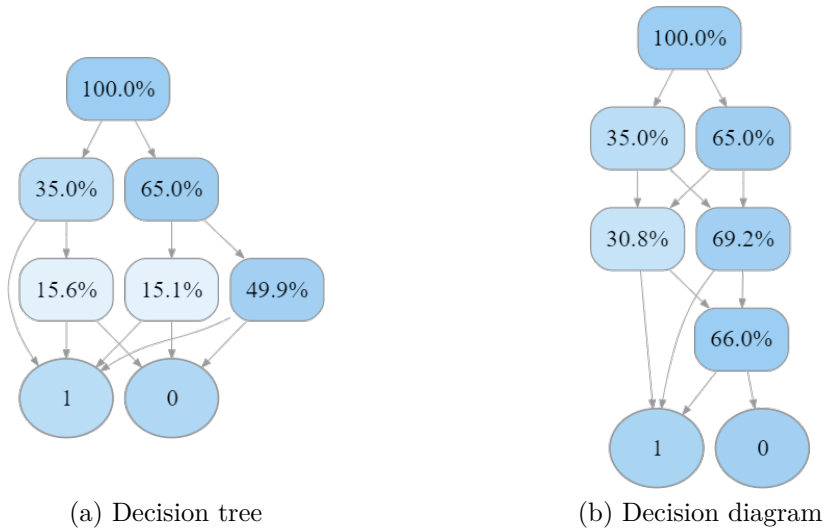 100.0%
35.0% 65.0%
15.6% 15.1% 49.9%
1 0
(a) Decision tree
100.0%
35.0% 65.0%
30.8% 69.2%
66.0%
1 0
(b) Decision diagram